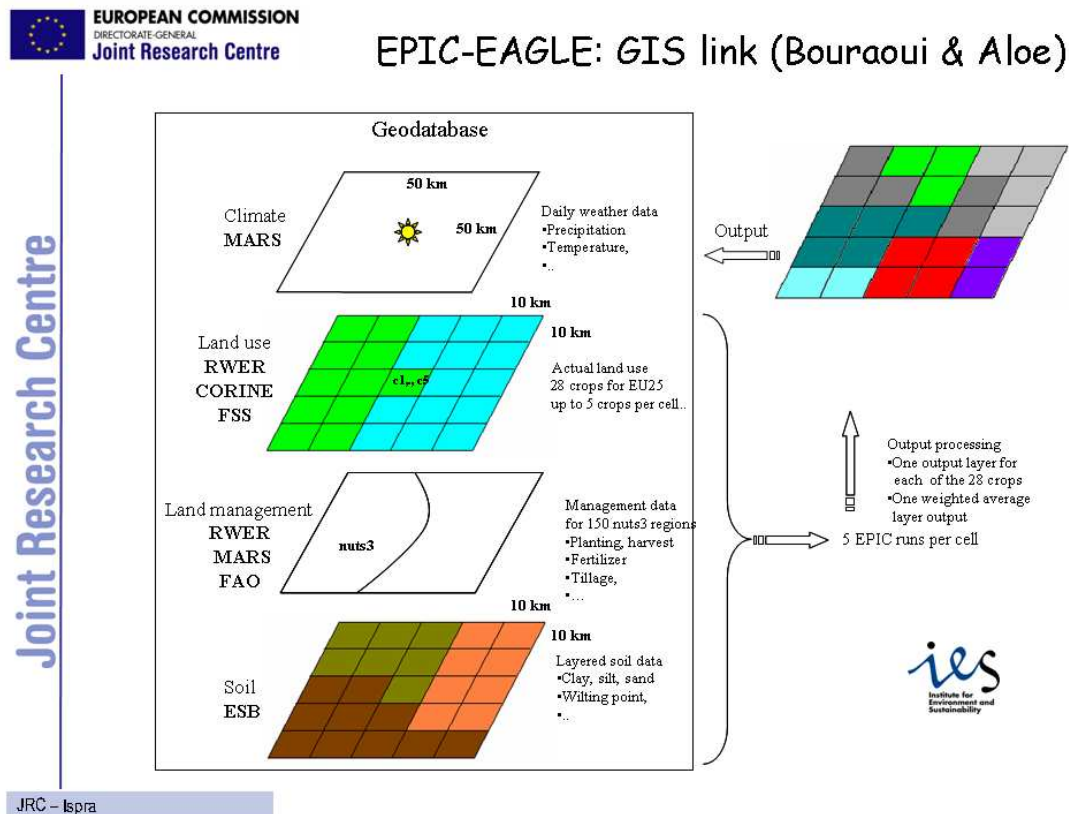 EUROPEAN COMMISSION
DIRECTORATE-GENERAL
Joint Research Centre
EPIC-EAGLE: GIS link (Bouraoui & Aloe)
Joint Research Centre
Geodatabase
Climate
MARS
50 km
50 km
Daily weather data
•Precipitation
•Temperature,
•..
Land use
RWER
CORINE
FSS
10 km
10 km
c1,, c5
Actual land use
28 crops for EU25
up to 5 crops per cell..
Land management
RWER
MARS
FAO
nuts3
Management data
for 150 nuts3 regions
•Planting, harvest
•Fertilizer
•Tillage,
•…
Soil
ESB
10 km
10 km
Layered soil data
•Clay, silt, sand
•Wilting point,
•..
Output
Output processing
•One output layer for
each of the 28 crops
•One weighted average
layer output
5 EPIC runs per cell
ies
Institute for
Environment and
Sustainability
JRC – Ispra